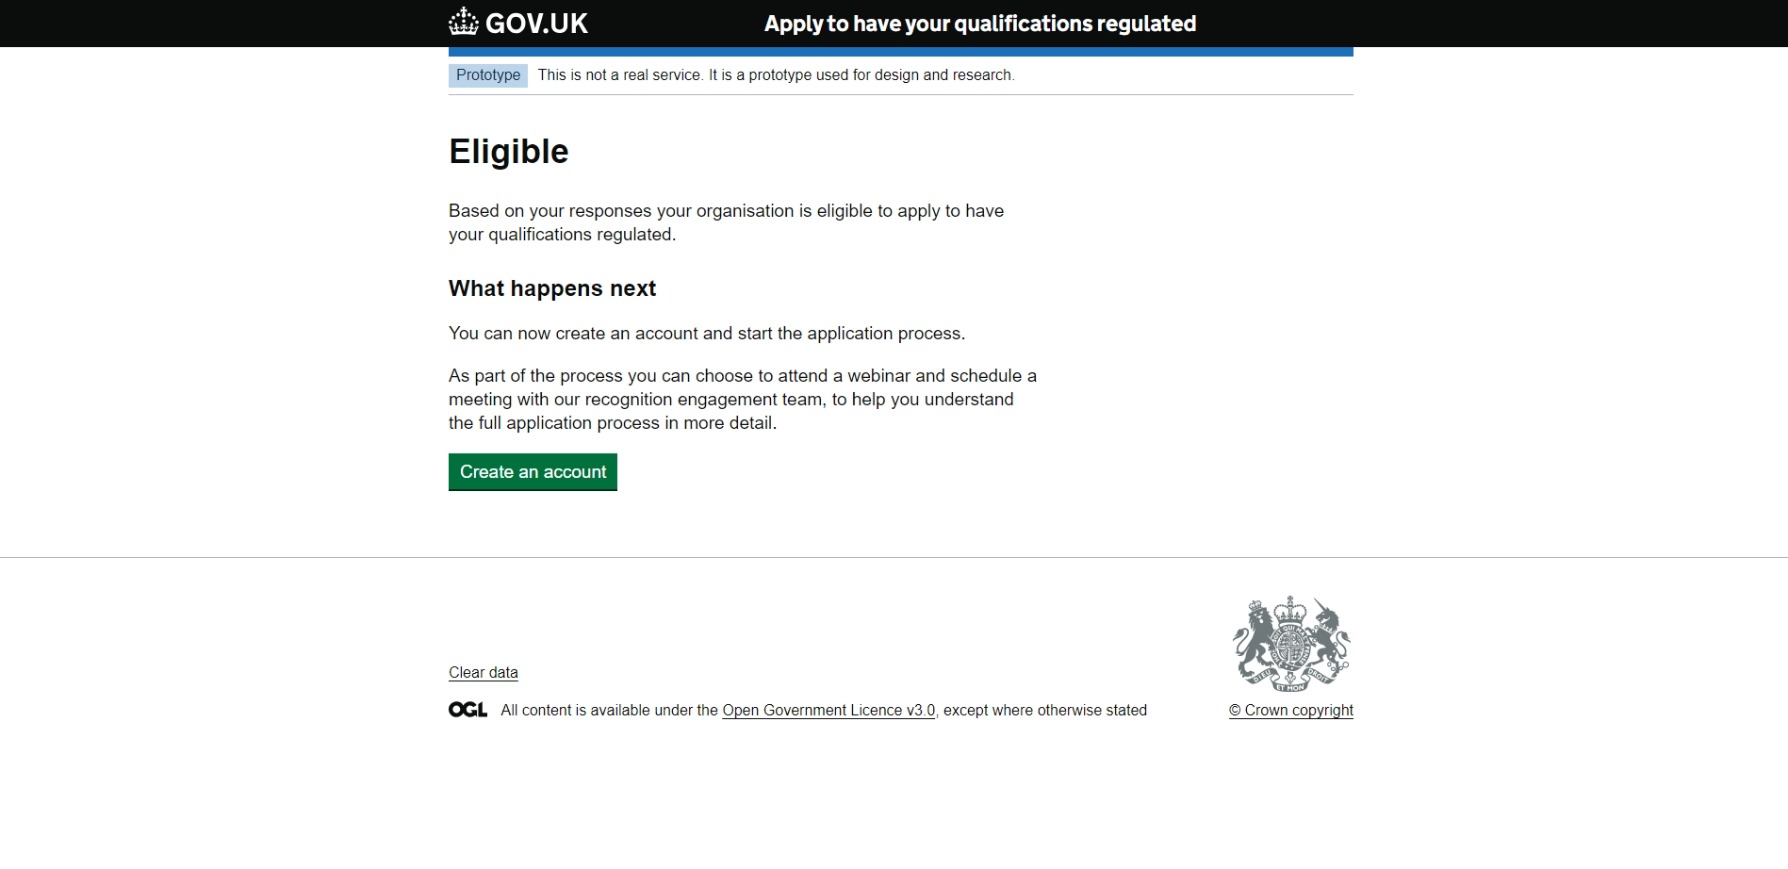 GOV.UK
Apply to have your qualifications regulated
Prototype
This is not a real service. It is a prototype used for design and research.
Eligible
Based on your responses your organisation is eligible to apply to have
your qualifications regulated.
What happens next
You can now create an account and start the application process.
As part of the process you can choose to attend a webinar and schedule a
meeting with our recognition engagement team, to help you understand
the full application process in more detail.
Create an account
Clear data
OGL All content is available under the Open Government Licence v3.0, except where otherwise stated
DIEU ET MON DROIT
© Crown copyright